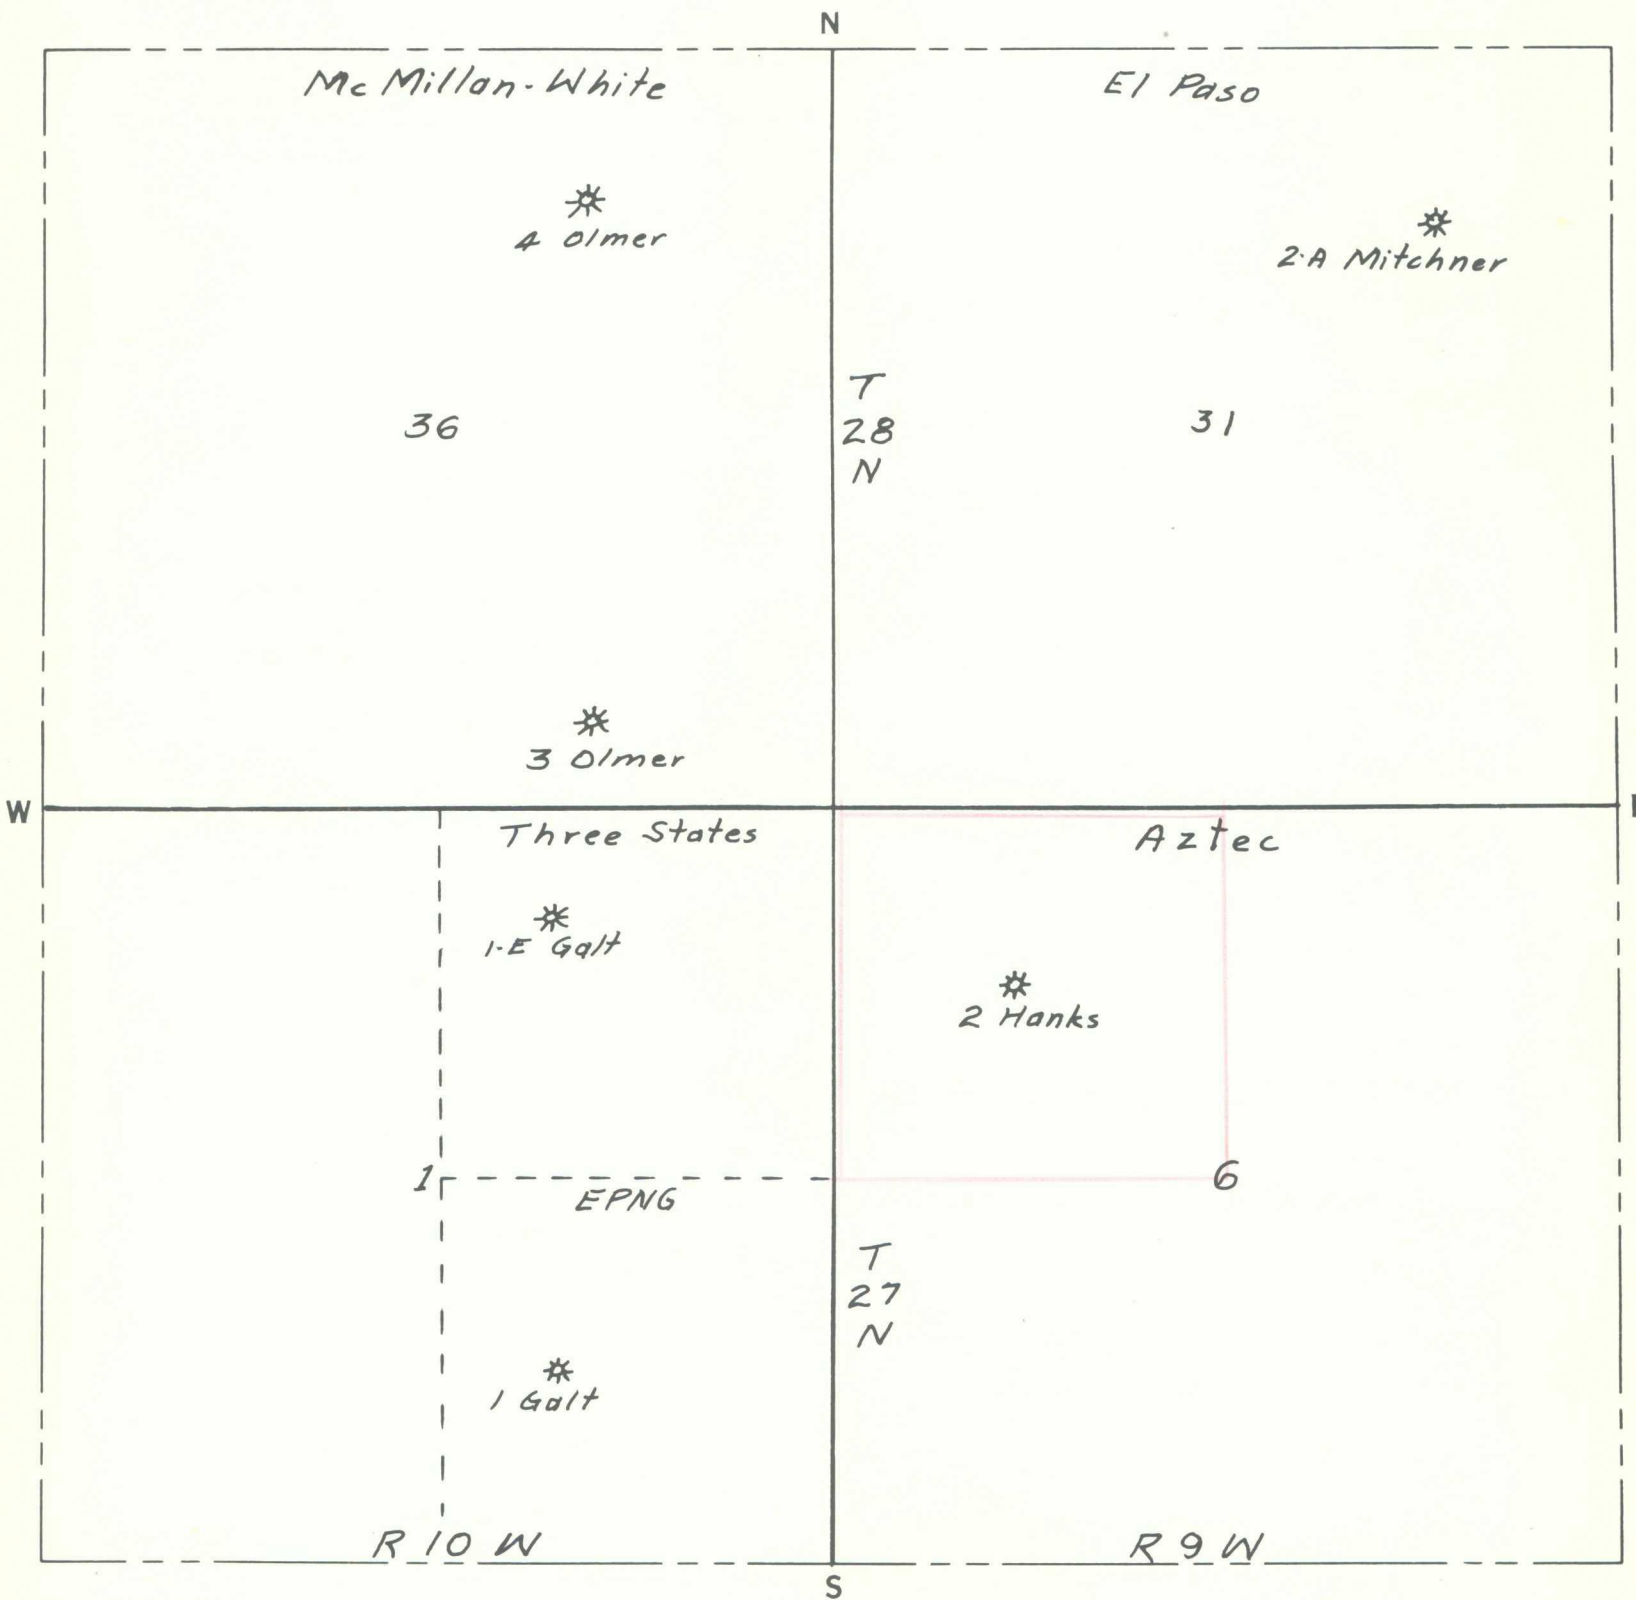 N
Mc Millan-White
El Paso
4 Olmer
2-A Mitchner
T
28
N
36
31
3 Olmer
W
Three States
Aztec
1-E Galt
2 Hanks
1
EPNG
6
T
27
N
1 Galt
R 10 W
R 9 W
S